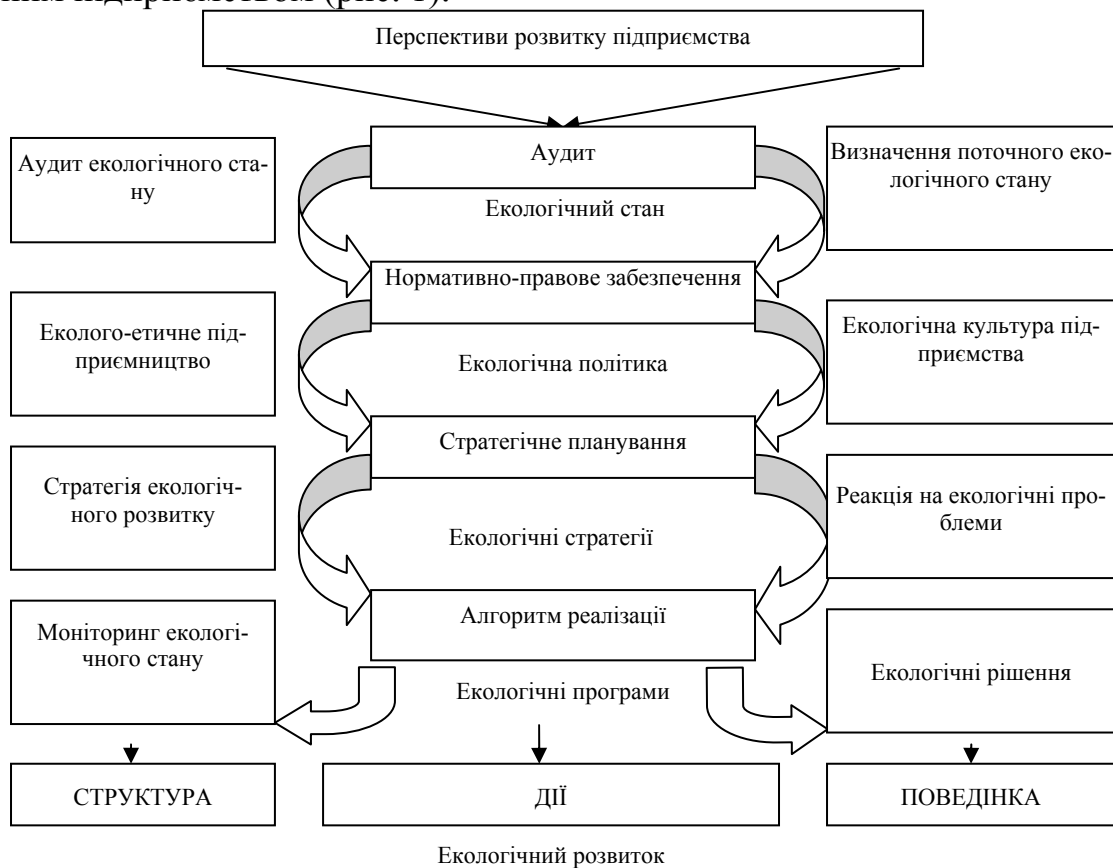 (рис. 1).
Перспективи розвитку підприємства
Аудит екологічного ста-
ну
Аудит
Визначення поточного еко-
логічного стану
Екологічний стан
Нормативно-правове забезпечення
Еколого-етичне під-
приємництво
Екологічна політика
Екологічна культура під-
приємства
Стратегічне планування
Стратегія екологіч-
ного розвитку
Екологічні стратегії
Реакція на екологічні про-
блеми
Алгоритм реалізації
Моніторинг екологі-
чного стану
Екологічні програми
Екологічні рішення
СТРУКТУРА
ДІЇ
ПОВЕДІНКА
Екологічний розвиток